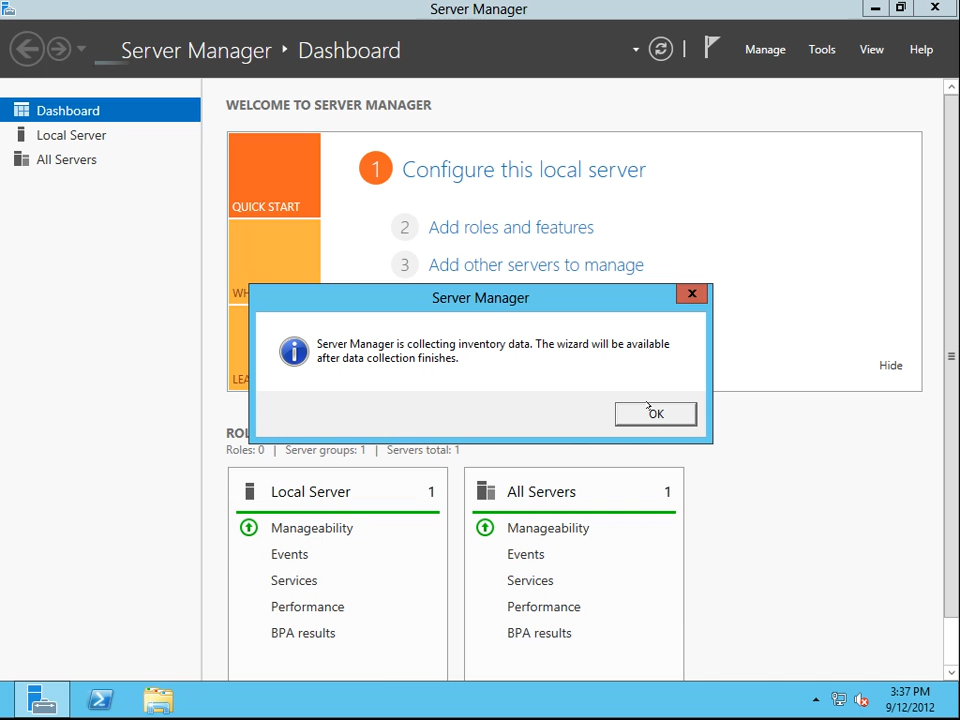 Server Manager
Server Manager • Dashboard
Manage
Tools
View
Help
Dashboard
Local Server
All Servers
WELCOME TO SERVER MANAGER
QUICK START
1 Configure this local server
2 Add roles and features
3 Add other servers to manage
WH
LEA
Hide
Server Manager
x
Server Manager is collecting inventory data. The wizard will be available
after data collection finishes.
OK
ROL
Roles: 0 | Server groups: 1 | Servers total: 1
Local Server 1
Manageability
Events
Services
Performance
BPA results
All Servers 1
Manageability
Events
Services
Performance
BPA results
3:37 PM
9/12/2012